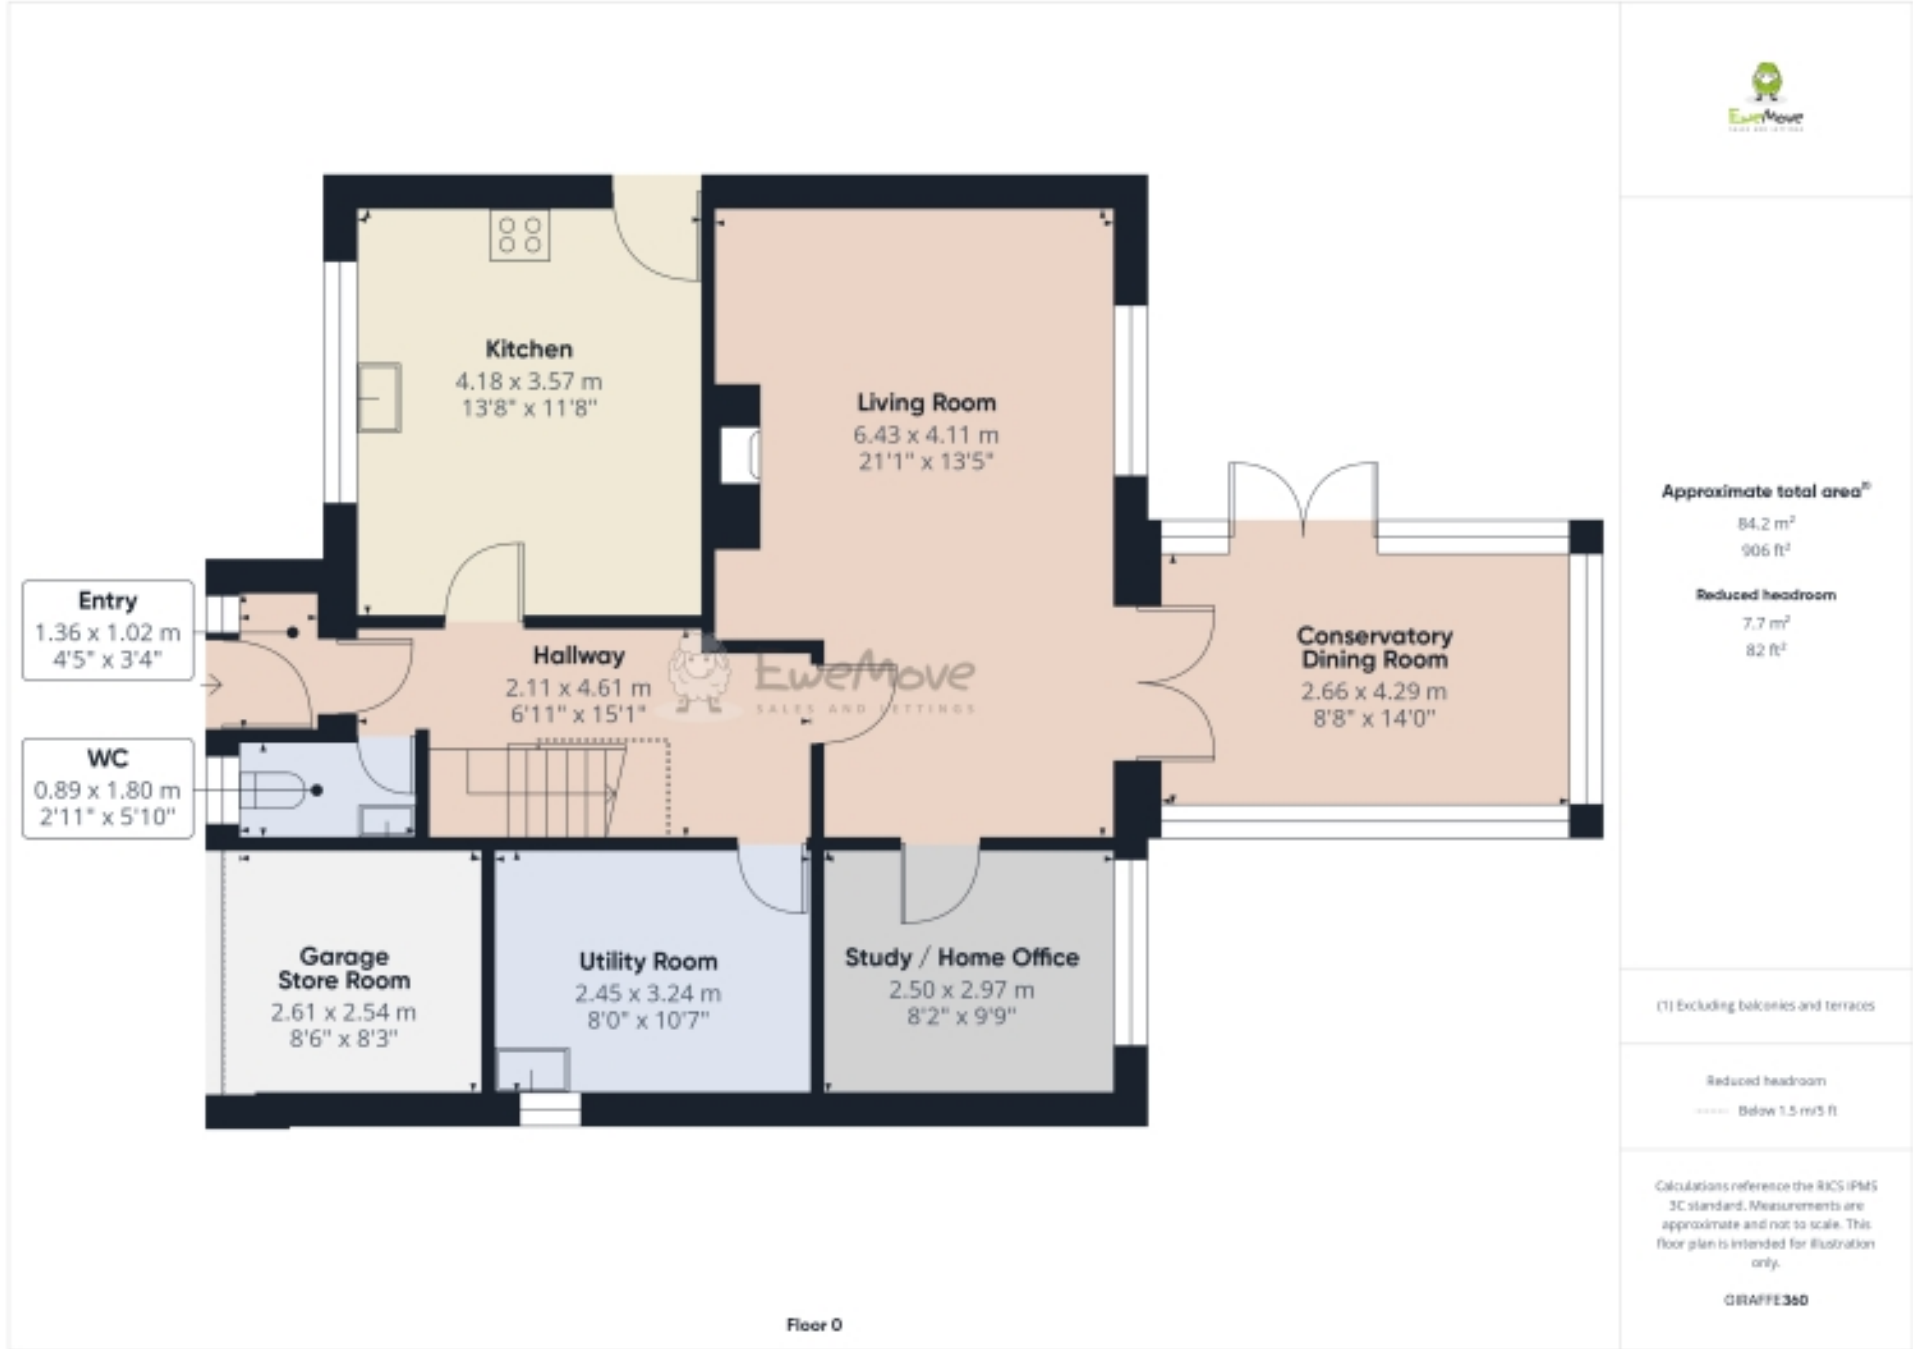 Kitchen
4.18 x 3.57 m
13'8" x 11'8"
Living Room
6.43 x 4.11 m
21'1" x 13'5"
Entry
1.36 x 1.02 m
4'5" x 3'4"
Hallway
2.11 x 4.61 m
6'11" x 15'1"
EweMove
SALES AND LETTINGS
Conservatory
Dining Room
2.66 x 4.29 m
8'8" x 14'0"
WC
0.89 x 1.80 m
2'11" x 5'10"
Garage
Store Room
2.61 x 2.54 m
8'6" x 8'3"
Utility Room
2.45 x 3.24 m
8'0" x 10'7"
Study / Home Office
2.50 x 2.97 m
8'2" x 9'9"
Floor 0
EweMove
SALES AND LETTINGS
Approximate total area⁽¹⁾
84.2 m²
906 ft²
Reduced headroom
7.7 m²
82 ft²
(1) Excluding balconies and terraces
Reduced headroom
Below 1.5 m/5 ft
Calculations reference the RICS IPMS
3C standard. Measurements are
approximate and not to scale. This
floor plan is intended for illustration
only.
GIRAFFE360